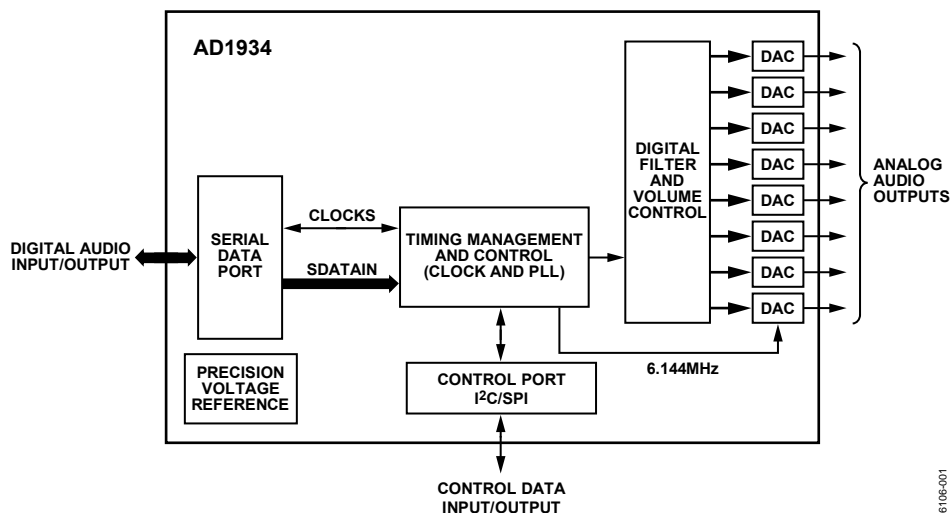 AD1934
DAC
DAC
DAC
DAC
DAC
DAC
DAC
DAC
DIGITAL
FILTER
AND
VOLUME
CONTROL
ANALOG
AUDIO
OUTPUTS
DIGITAL AUDIO
INPUT/OUTPUT
SERIAL
DATA
PORT
CLOCKS
SDATAIN
TIMING MANAGEMENT
AND CONTROL
(CLOCK AND PLL)
6.144MHz
PRECISION
VOLTAGE
REFERENCE
CONTROL PORT
I²C/SPI
CONTROL DATA
INPUT/OUTPUT
6106-001